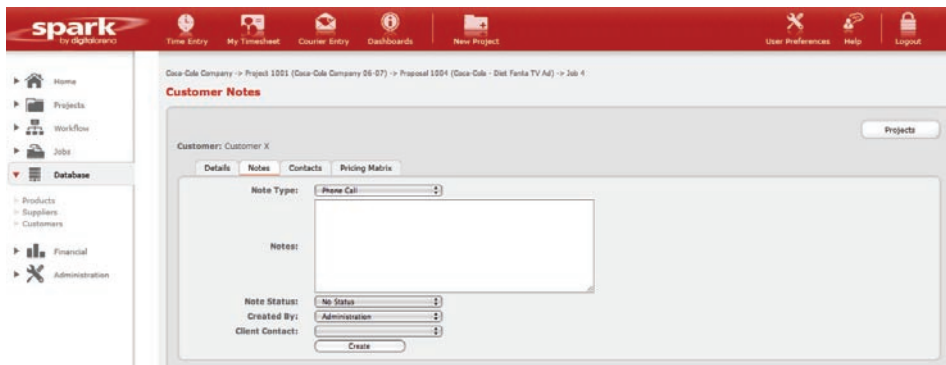 spark
by digitalarena
Time Entry
My Timesheet
Courier Entry
Dashboards
New Project
User Preferences
Help
Logout
Home
Projects
Workflow
Jobs
Database
Products
Suppliers
Customers
Financial
Administration
Coca-Cola Company -> Project 1001 (Coca-Cola Company 06-07) -> Proposal 1004 (Coca-Cola - Diet Fanta TV Ad) -> Job 4
Customer Notes
Projects
Customer: Customer X
Details Notes Contacts Pricing Matrix
Note Type: Phone Call
Notes:
Note Status: No Status
Created By: Administration
Client Contact:
Create